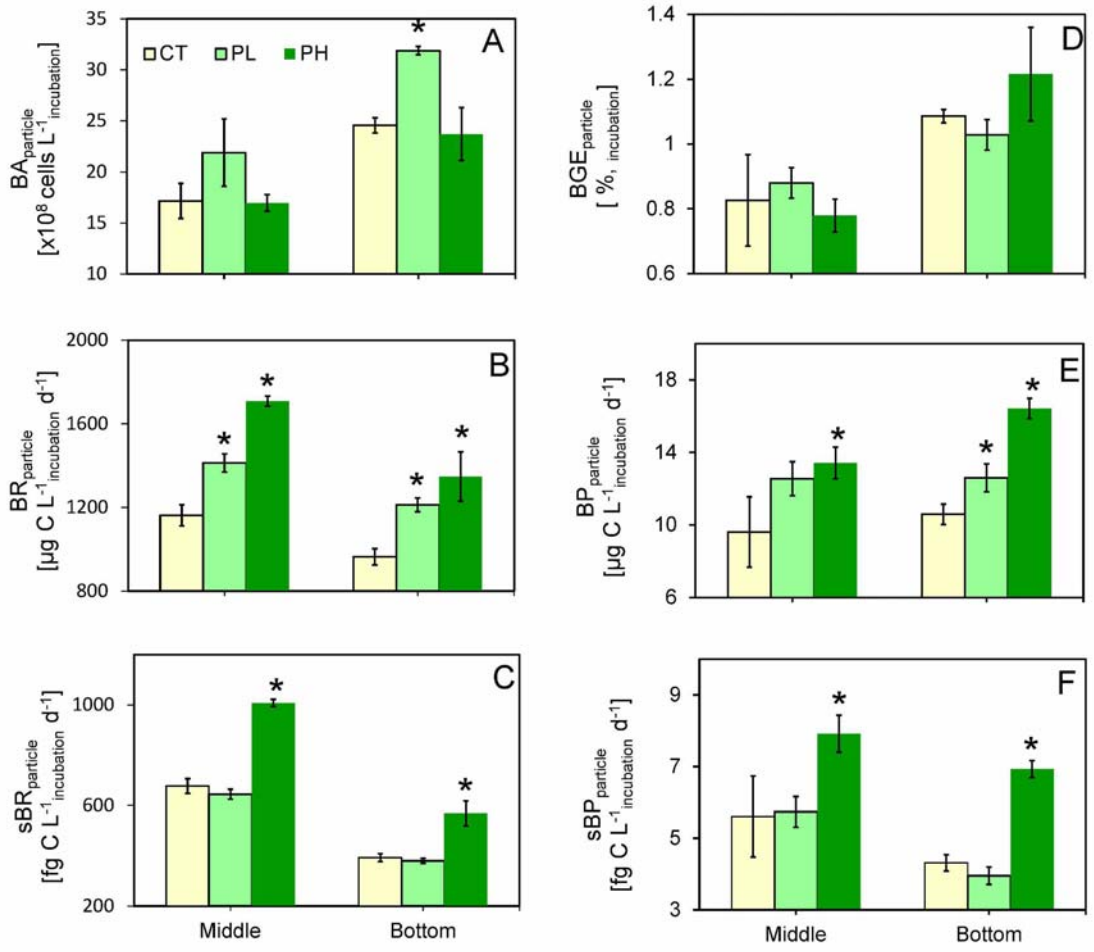 A
CT PL PH
BAparticle
[x10⁸ cells L⁻¹incubation]
35
30
25
20
15
10
*
D
BGEparticle
[ %, incubation]
1.4
1.2
1
0.8
0.6
B
BRparticle
[µg C L⁻¹incubation d⁻¹]
2000
1600
1200
800
*
*
*
*
E
BPparticle
[µg C L⁻¹incubation d⁻¹]
18
14
10
6
*
*
*
C
sBRparticle
[fg C L⁻¹incubation d⁻¹]
1000
600
200
*
*
Middle Bottom
F
sBPparticle
[fg C L⁻¹incubation d⁻¹]
9
7
5
3
*
*
Middle Bottom